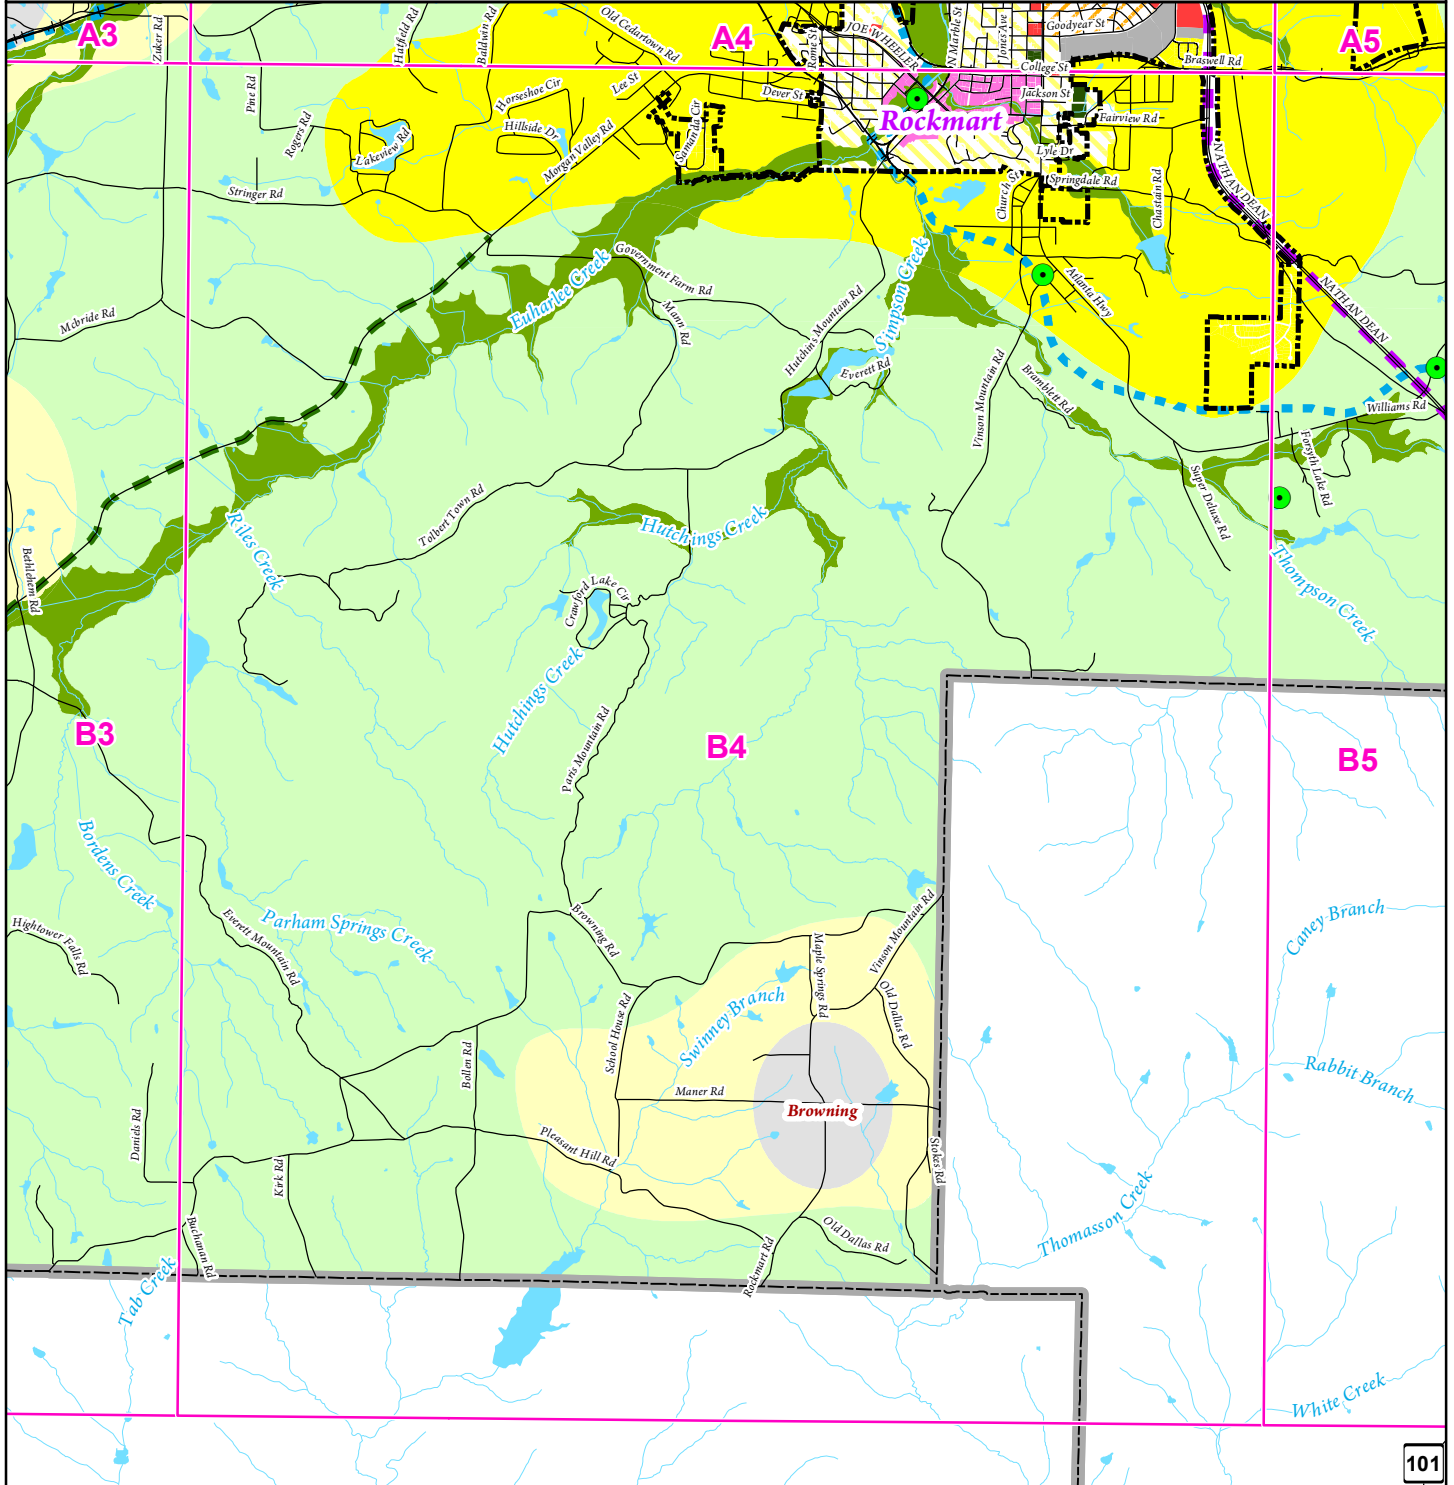 A3
A4
A5
Zuker Rd
Hatfield Rd
Baldwin Rd
Old Cedartown Rd
Rome St
JOE WHEELER
N Marble St
Jones Ave
Goodyear St
College St
Braswell Rd
Pine Rd
Horseshoe Cir
Lee St
Dever St
Jackson St
Rockmart
Fairview Rd
Rogers Rd
Lakeview Rd
Hillside Dr
Morgan Valley Rd
Samanda Cir
Lyle Dr
Springdale Rd
Church St
Chastain Rd
NATHAN DEAN
Stringer Rd
Government Farm Rd
Euharlee Creek
Simpson Creek
Atlanta Hwy
NATHAN DEAN
Mcbride Rd
Mann Rd
Hutchins Mountain Rd
Everett Rd
Vinson Mountain Rd
Bramblett Rd
Williams Rd
Forsyth Lake Rd
Super Deluxe Rd
Tolbert Town Rd
Hutchings Creek
Riles Creek
Bethlehem Rd
Crawford Lake Cir
Thompson Creek
Hutchings Creek
Paris Mountain Rd
B3
B4
B5
Bordens Creek
Hightower Falls Rd
Everett Mountain Rd
Parham Springs Creek
Browning Rd
Maple Springs Rd
Vinson Mountain Rd
Caney Branch
School House Rd
Swinney Branch
Old Dallas Rd
Bollen Rd
Maner Rd
Browning
Rabbit Branch
Daniels Rd
Pleasant Hill Rd
Stokes Rd
Kirk Rd
Thomasson Creek
Buchanan Rd
Old Dallas Rd
Rockmart Rd
Tab Creek
White Creek
101